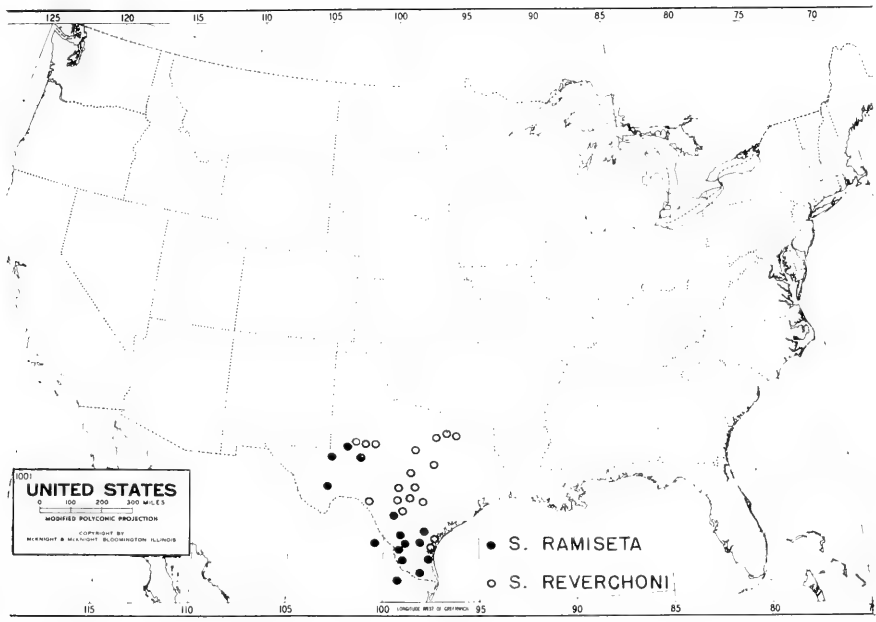 125 120 115 110 105 100 95 90 85 80 75 70
1001
UNITED STATES
0 100 200 300 MILES
MODIFIED POLYCONIC PROJECTION
COPYRIGHT BY
McKNIGHT & McKNIGHT BLOOMINGTON ILLINOIS
S. RAMISETA
S. REVERCHONI
LONGITUDE WEST OF GREENWICH
115 105 100 95 90 85 80